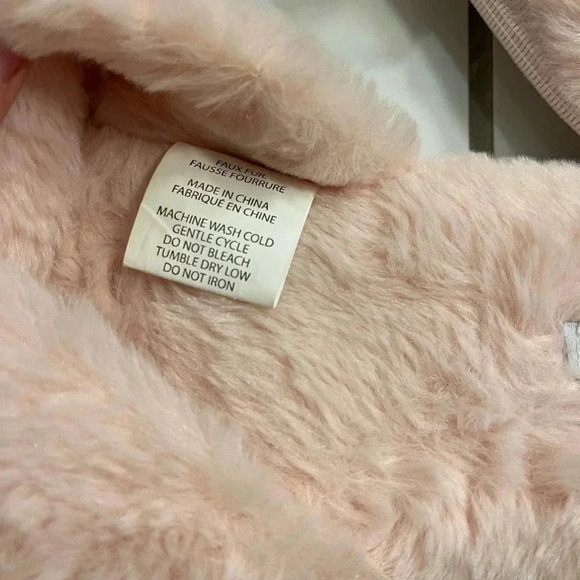 FAUX FUR
FAUSSE FOURRURE
MADE IN CHINA
FABRIQUE EN CHINE
MACHINE WASH COLD
GENTLE CYCLE
DO NOT BLEACH
TUMBLE DRY LOW
DO NOT IRON